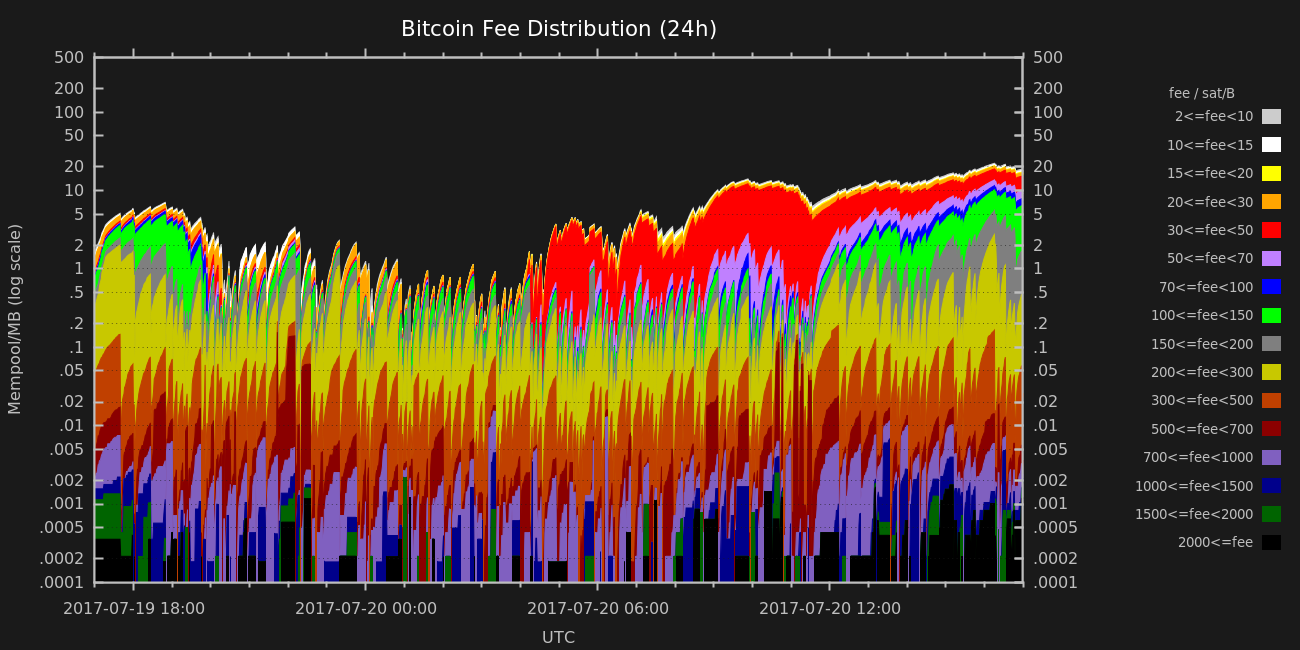 Bitcoin Fee Distribution (24h)
Mempool/MB (log scale)
500
200
100
50
20
10
5
2
1
.5
.2
.1
.05
.02
.01
.005
.002
.001
.0005
.0002
.0001
500
200
100
50
20
10
5
2
1
.5
.2
.1
.05
.02
.01
.005
.002
.001
.0005
.0002
.0001
2017-07-19 18:00
2017-07-20 00:00
2017-07-20 06:00
2017-07-20 12:00
UTC
fee / sat/B
2<=fee<10
10<=fee<15
15<=fee<20
20<=fee<30
30<=fee<50
50<=fee<70
70<=fee<100
100<=fee<150
150<=fee<200
200<=fee<300
300<=fee<500
500<=fee<700
700<=fee<1000
1000<=fee<1500
1500<=fee<2000
2000<=fee